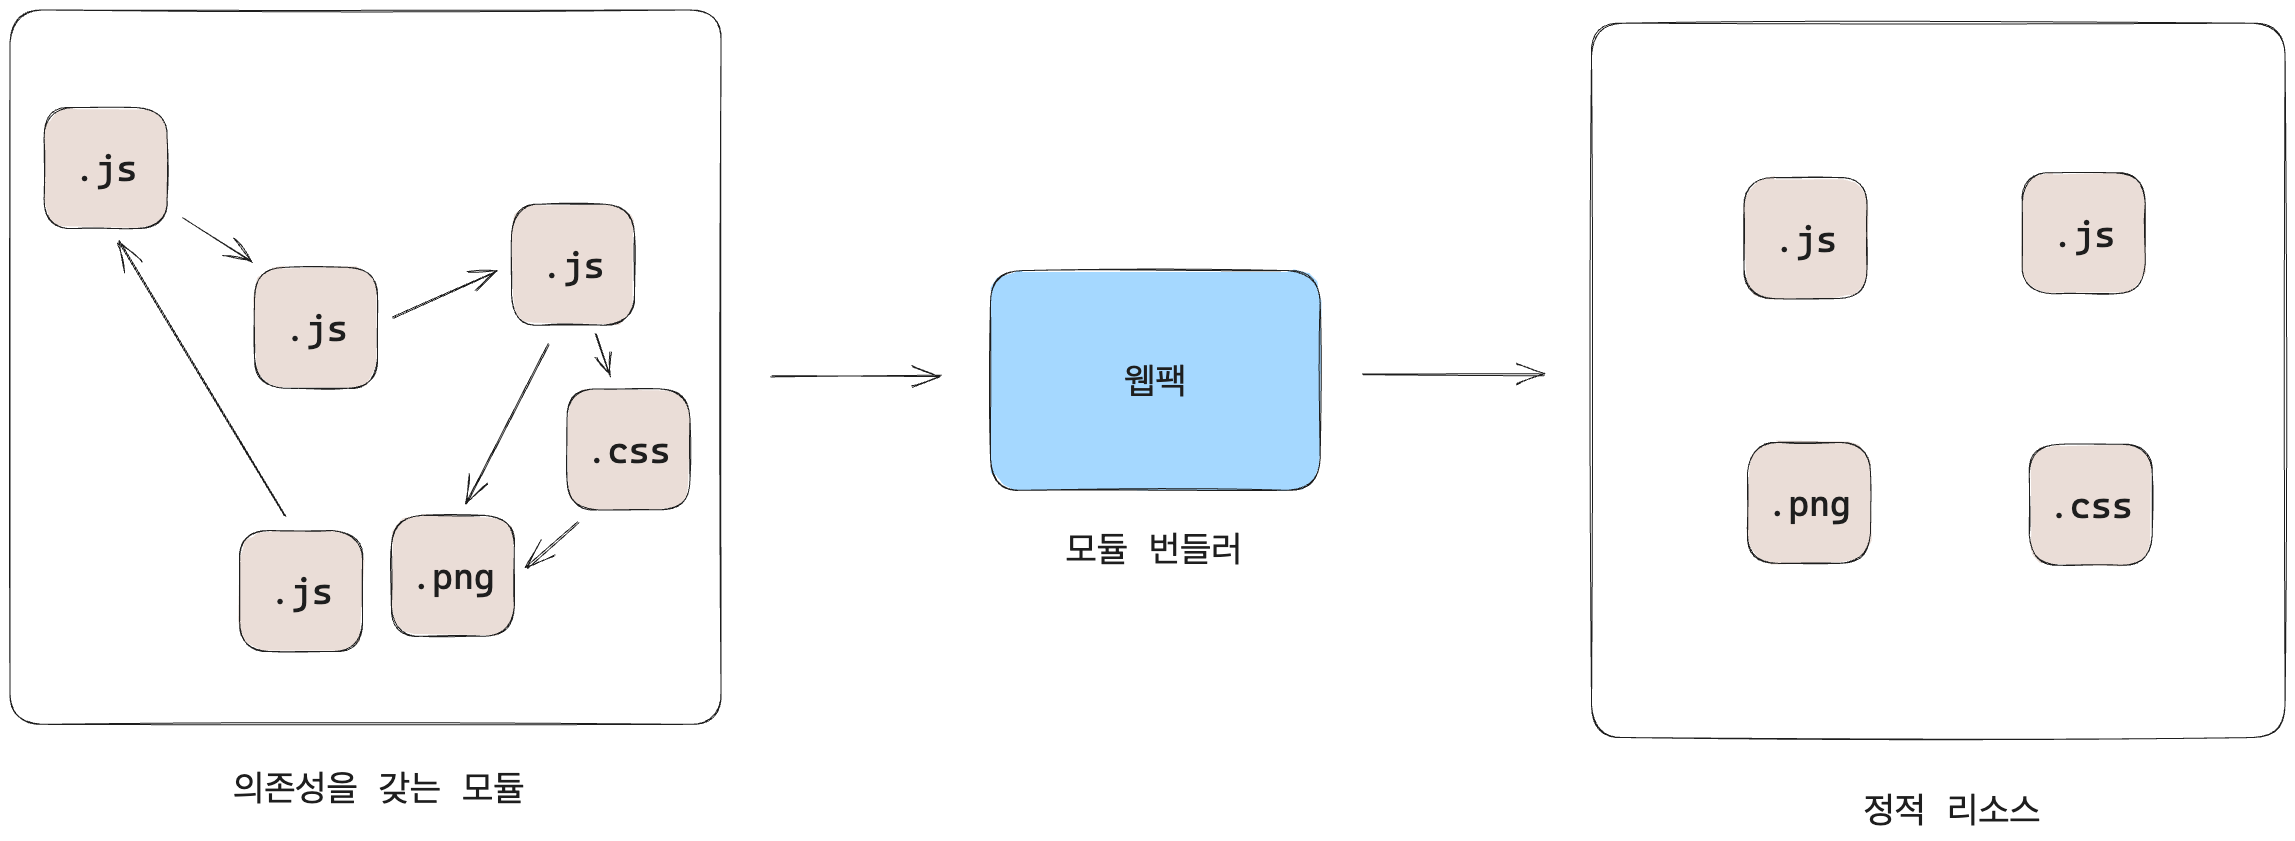 .js
.js
.js
.css
.js
.png
의존성을 갖는 모듈
웹팩
모듈 번들러
.js
.js
.png
.css
정적 리소스